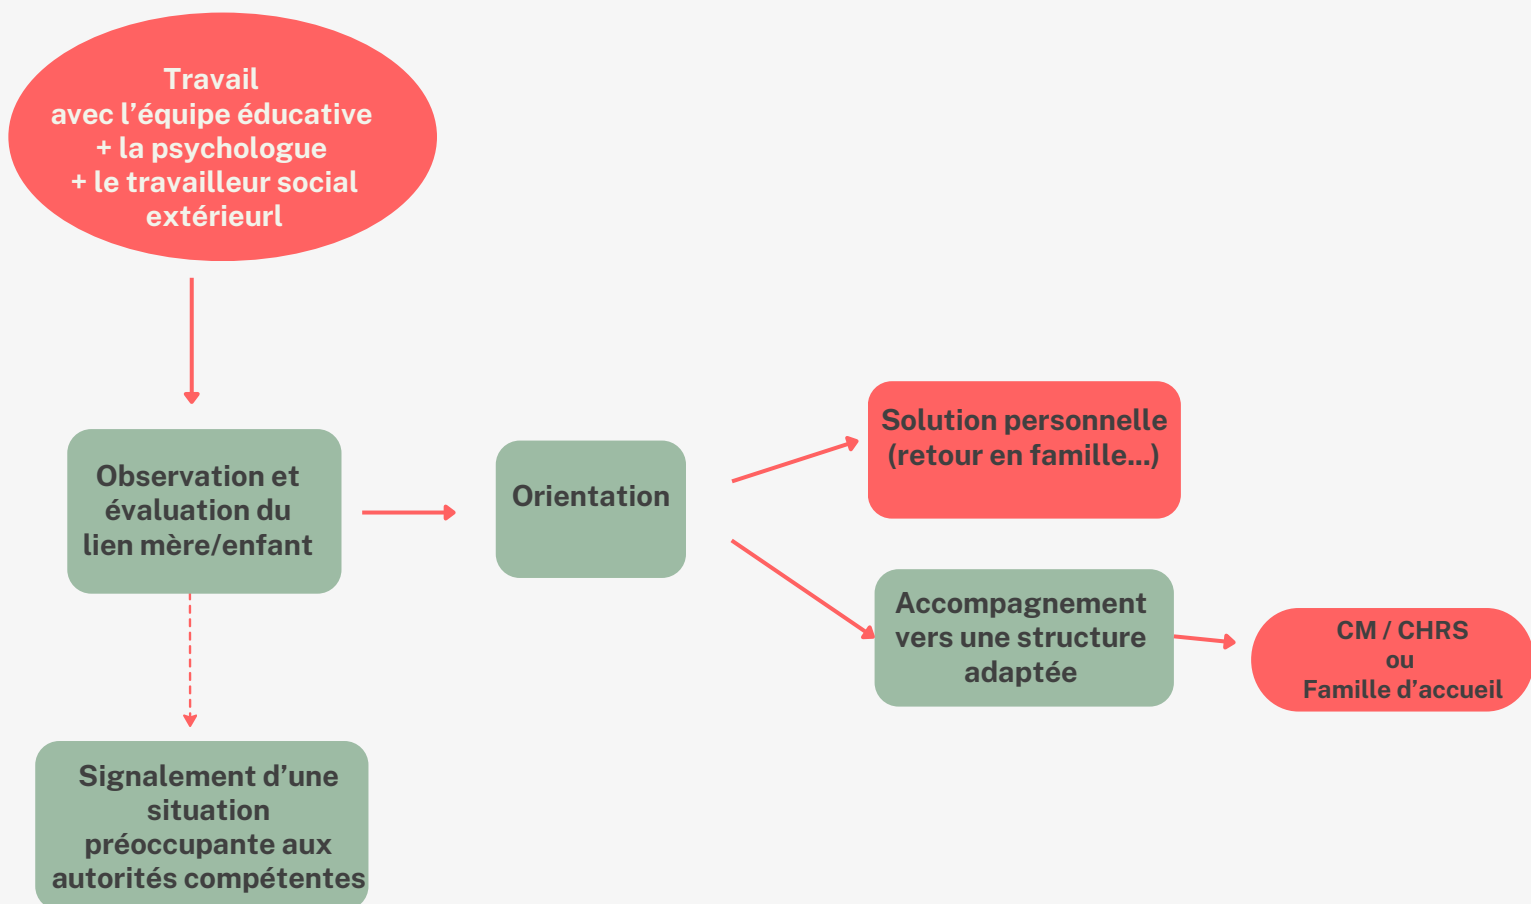 Travail
avec l’équipe éducative
+ la psychologue
+ le travailleur social
extérieurl
Observation et
évaluation du
lien mère/enfant
Orientation
Solution personnelle
(retour en famille...)
Accompagnement
vers une structure
adaptée
CM / CHRS
ou
Famille d’accueil
Signalement d’une
situation
préoccupante aux
autorités compétentes